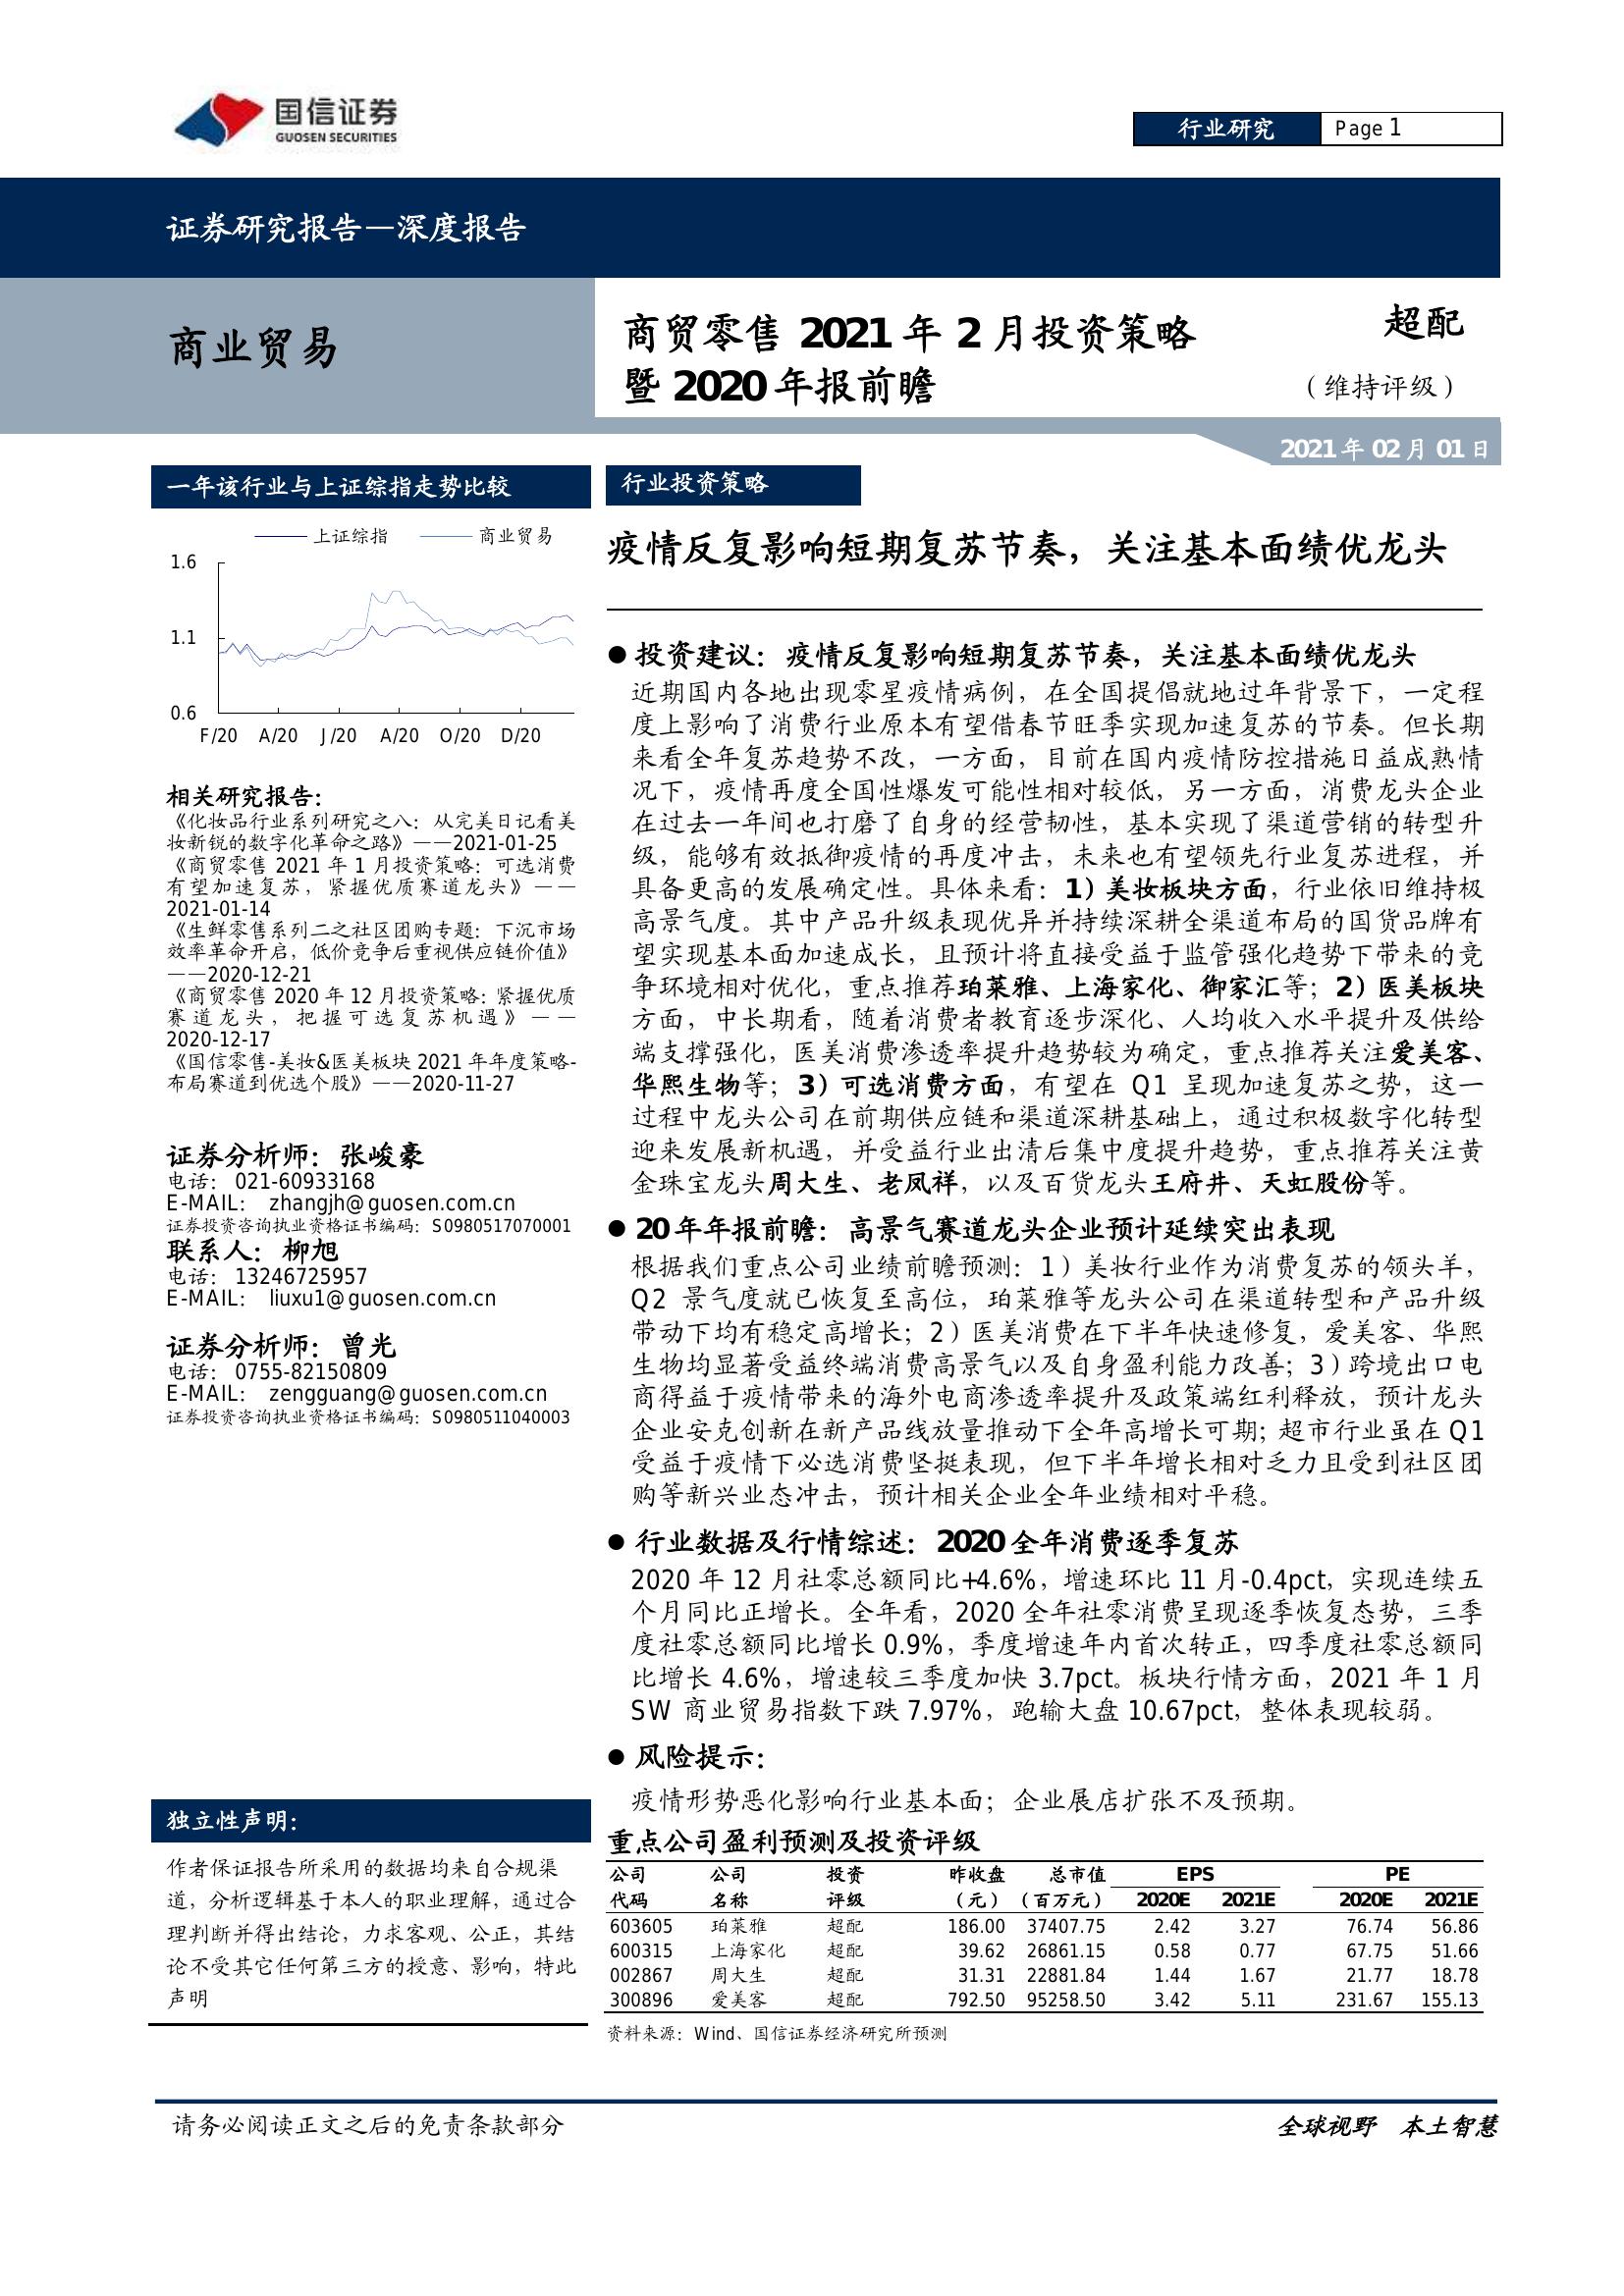 国信证券
GUOSEN SECURITIES
行业研究
Page 1
证券研究报告—深度报告
商业贸易
商贸零售 2021 年 2 月投资策略
暨 2020 年报前瞻
超配
（维持评级）
2021 年 02 月 01 日
一年该行业与上证综指走势比较
上证综指 商业贸易
1.6
1.1
0.6
F/20 A/20 J/20 A/20 O/20 D/20
相关研究报告：
《化妆品行业系列研究之八：从完美日记看美
妆新锐的数字化革命之路》——2021-01-25
《商贸零售 2021 年 1 月投资策略：可选消费
有望加速复苏，紧握优质赛道龙头》——
2021-01-14
《生鲜零售系列二之社区团购专题：下沉市场
效率革命开启，低价竞争后重视供应链价值》
——2020-12-21
《商贸零售 2020 年 12 月投资策略：紧握优质
赛道龙头，把握可选复苏机遇》——
2020-12-17
《国信零售-美妆&医美板块 2021 年年度策略-
布局赛道到优选个股》——2020-11-27
证券分析师：张峻豪
电话： 021-60933168
E-MAIL： zhangjh@guosen.com.cn
证券投资咨询执业资格证书编码：S0980517070001
联系人：柳旭
电话： 13246725957
E-MAIL： liuxu1@guosen.com.cn
证券分析师：曾光
电话： 0755-82150809
E-MAIL： zengguang@guosen.com.cn
证券投资咨询执业资格证书编码：S0980511040003
独立性声明：
作者保证报告所采用的数据均来自合规渠
道，分析逻辑基于本人的职业理解，通过合
理判断并得出结论，力求客观、公正，其结
论不受其它任何第三方的授意、影响，特此
声明
行业投资策略
疫情反复影响短期复苏节奏，关注基本面绩优龙头
● 投资建议：疫情反复影响短期复苏节奏，关注基本面绩优龙头
近期国内各地出现零星疫情病例，在全国提倡就地过年背景下，一定程
度上影响了消费行业原本有望借春节旺季实现加速复苏的节奏。但长期
来看全年复苏趋势不改，一方面，目前在国内疫情防控措施日益成熟情
况下，疫情再度全国性爆发可能性相对较低，另一方面，消费龙头企业
在过去一年间也打磨了自身的经营韧性，基本实现了渠道营销的转型升
级，能够有效抵御疫情的再度冲击，未来也有望领先行业复苏进程，并
具备更高的发展确定性。具体来看：1）美妆板块方面，行业依旧维持极
高景气度。其中产品升级表现优异并持续深耕全渠道布局的国货品牌有
望实现基本面加速成长，且预计将直接受益于监管强化趋势下带来的竞
争环境相对优化，重点推荐珀莱雅、上海家化、御家汇等；2）医美板块
方面，中长期看，随着消费者教育逐步深化、人均收入水平提升及供给
端支撑强化，医美消费渗透率提升趋势较为确定，重点推荐关注爱美客、
华熙生物等；3）可选消费方面，有望在 Q1 呈现加速复苏之势，这一
过程中龙头公司在前期供应链和渠道深耕基础上，通过积极数字化转型
迎来发展新机遇，并受益行业出清后集中度提升趋势，重点推荐关注黄
金珠宝龙头周大生、老凤祥，以及百货龙头王府井、天虹股份等。
● 20 年年报前瞻：高景气赛道龙头企业预计延续突出表现
根据我们重点公司业绩前瞻预测：1）美妆行业作为消费复苏的领头羊，
Q2 景气度就已恢复至高位，珀莱雅等龙头公司在渠道转型和产品升级
带动下均有稳定高增长；2）医美消费在下半年快速修复，爱美客、华熙
生物均显著受益终端消费高景气以及自身盈利能力改善；3）跨境出口电
商得益于疫情带来的海外电商渗透率提升及政策端红利释放，预计龙头
企业安克创新在新产品线放量推动下全年高增长可期；超市行业虽在 Q1
受益于疫情下必选消费坚挺表现，但下半年增长相对乏力且受到社区团
购等新兴业态冲击，预计相关企业全年业绩相对平稳。
● 行业数据及行情综述：2020 全年消费逐季复苏
2020 年 12 月社零总额同比+4.6%，增速环比 11 月-0.4pct，实现连续五
个月同比正增长。全年看，2020 全年社零消费呈现逐季恢复态势，三季
度社零总额同比增长 0.9%，季度增速年内首次转正，四季度社零总额同
比增长 4.6%，增速较三季度加快 3.7pct。板块行情方面，2021 年 1 月
SW 商业贸易指数下跌 7.97%，跑输大盘 10.67pct，整体表现较弱。
● 风险提示：
疫情形势恶化影响行业基本面；企业展店扩张不及预期。
重点公司盈利预测及投资评级
公司 公司 投资 昨收盘 总市值 EPS PE
代码 名称 评级 （元） （百万元） 2020E 2021E 2020E 2021E
603605 珀莱雅 超配 186.00 37407.75 2.42 3.27 76.74 56.86
600315 上海家化 超配 39.62 26861.15 0.58 0.77 67.75 51.66
002867 周大生 超配 31.31 22881.84 1.44 1.67 21.77 18.78
300896 爱美客 超配 792.50 95258.50 3.42 5.11 231.67 155.13
资料来源：Wind、国信证券经济研究所预测
请务必阅读正文之后的免责条款部分
全球视野 本土智慧